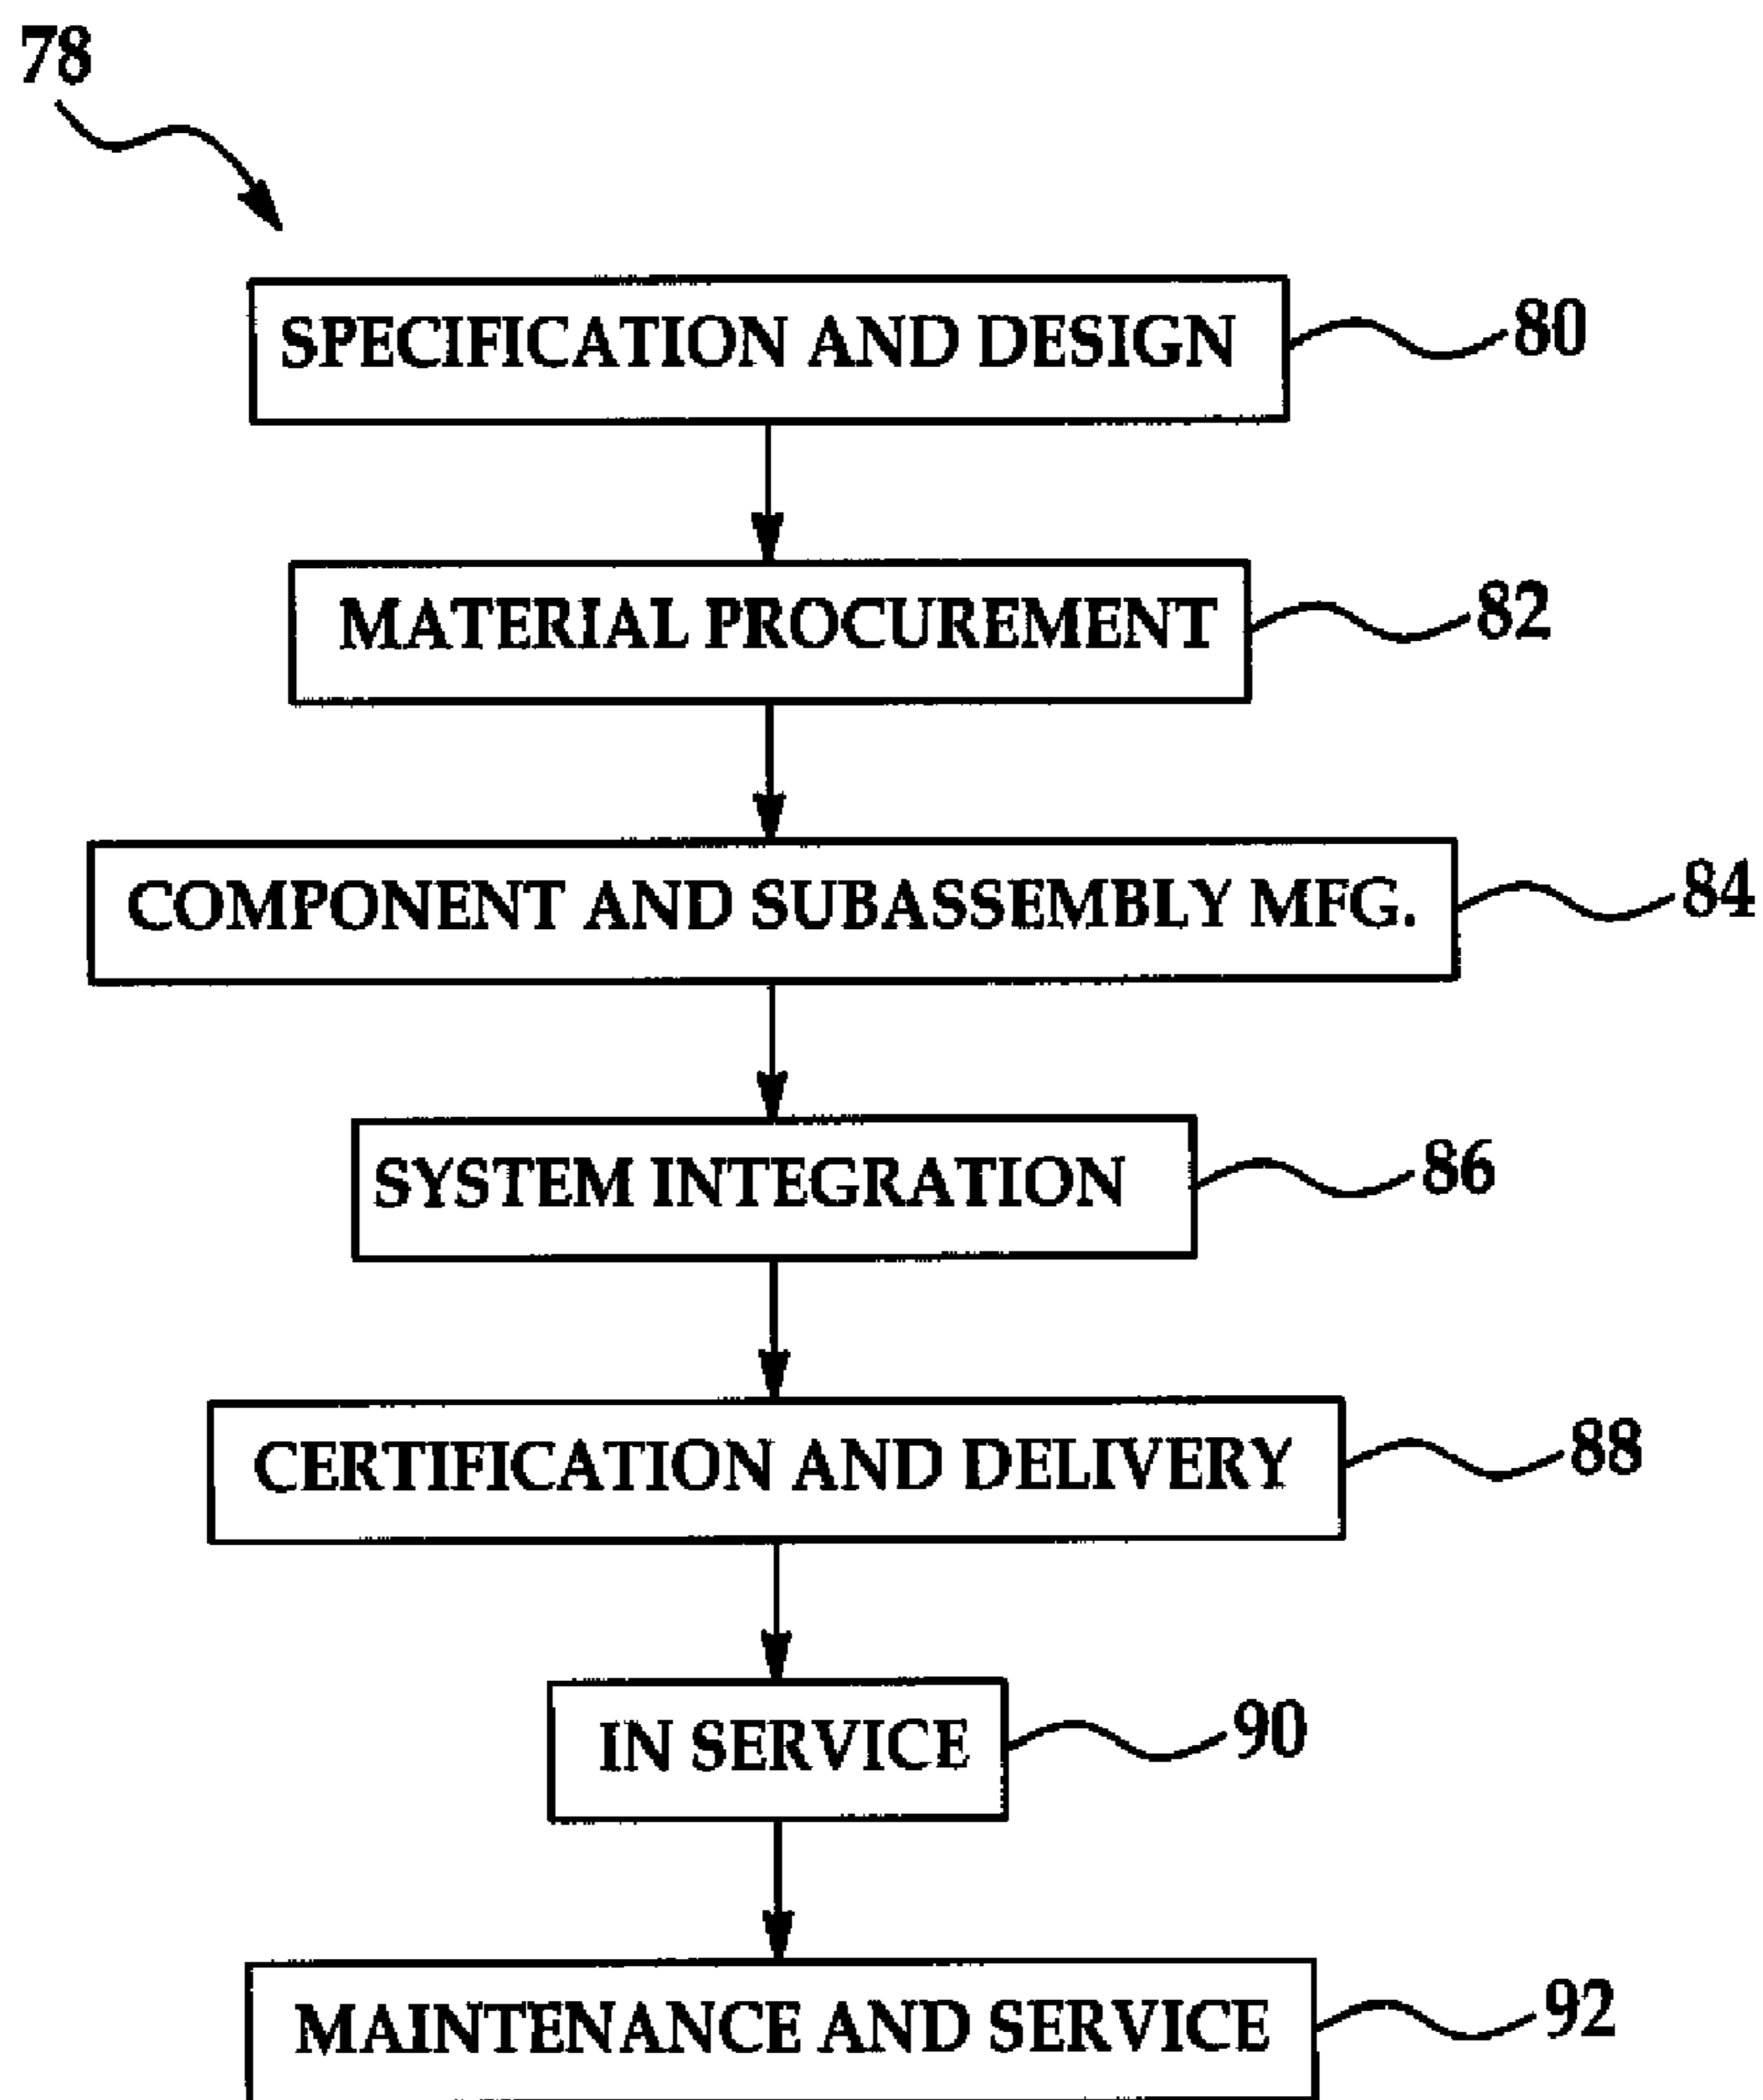 78
SPECIFICATION AND DESIGN 80
MATERIAL PROCUREMENT 82
COMPONENT AND SUBASSEMBLY MFG. 84
SYSTEM INTEGRATION 86
CERTIFICATION AND DELIVERY 88
IN SERVICE 90
MAINTENANCE AND SERVICE 92